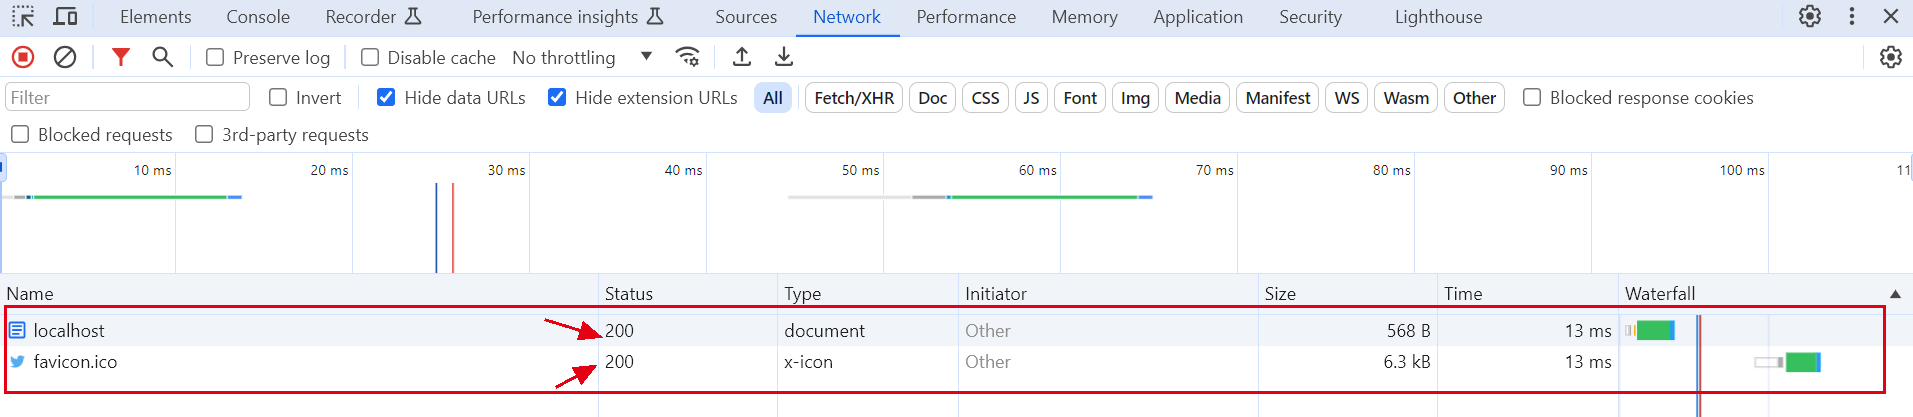 Elements Console Recorder Performance insights Sources Network Performance Memory Application Security Lighthouse
Preserve log Disable cache No throttling
Filter Invert Hide data URLs Hide extension URLs All Fetch/XHR Doc CSS JS Font Img Media Manifest WS Wasm Other Blocked response cookies
Blocked requests 3rd-party requests
10 ms 20 ms 30 ms 40 ms 50 ms 60 ms 70 ms 80 ms 90 ms 100 ms 11
Name Status Type Initiator Size Time Waterfall
localhost 200 document Other 568 B 13 ms
favicon.ico 200 x-icon Other 6.3 kB 13 ms